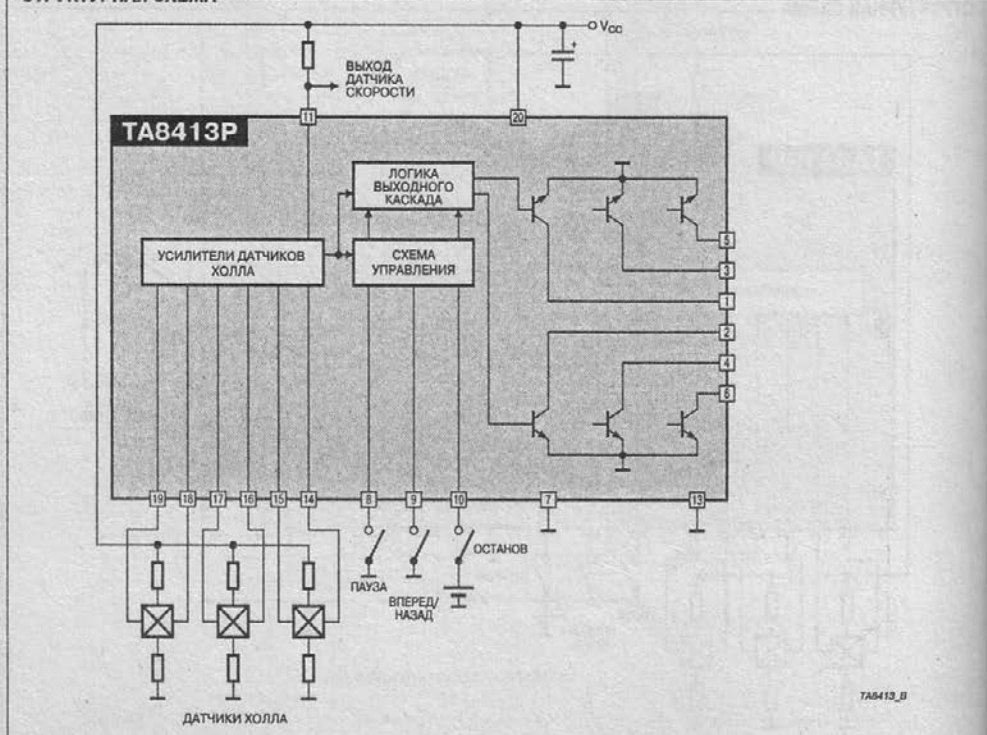 VCC
ВЫХОД
ДАТЧИКА
СКОРОСТИ
11
20
TA8413P
ЛОГИКА
ВЫХОДНОГО
КАСКАДА
УСИЛИТЕЛИ ДАТЧИКОВ
ХОЛЛА
СХЕМА
УПРАВЛЕНИЯ
5
3
1
2
4
6
19 18 17 16 15 14 8 9 10 7 13
ОСТАНОВ
ПАУЗА
ВПЕРЕД/
НАЗАД
ДАТЧИКИ ХОЛЛА
TA8413_B